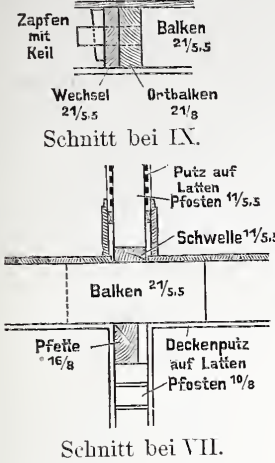 Zapfen
mit
Keil
Balken
21/5,5
Wechsel
21/5,5
Ortbalken
21/8
Schnitt bei IX.
Putz auf
Latten
Pfosten 11/5,5
Schwelle 11/5,5
Balken 21/5,5
Pfette
16/8
Deckenputz
auf Latten
Pfosten 10/8
Schnitt bei VII.